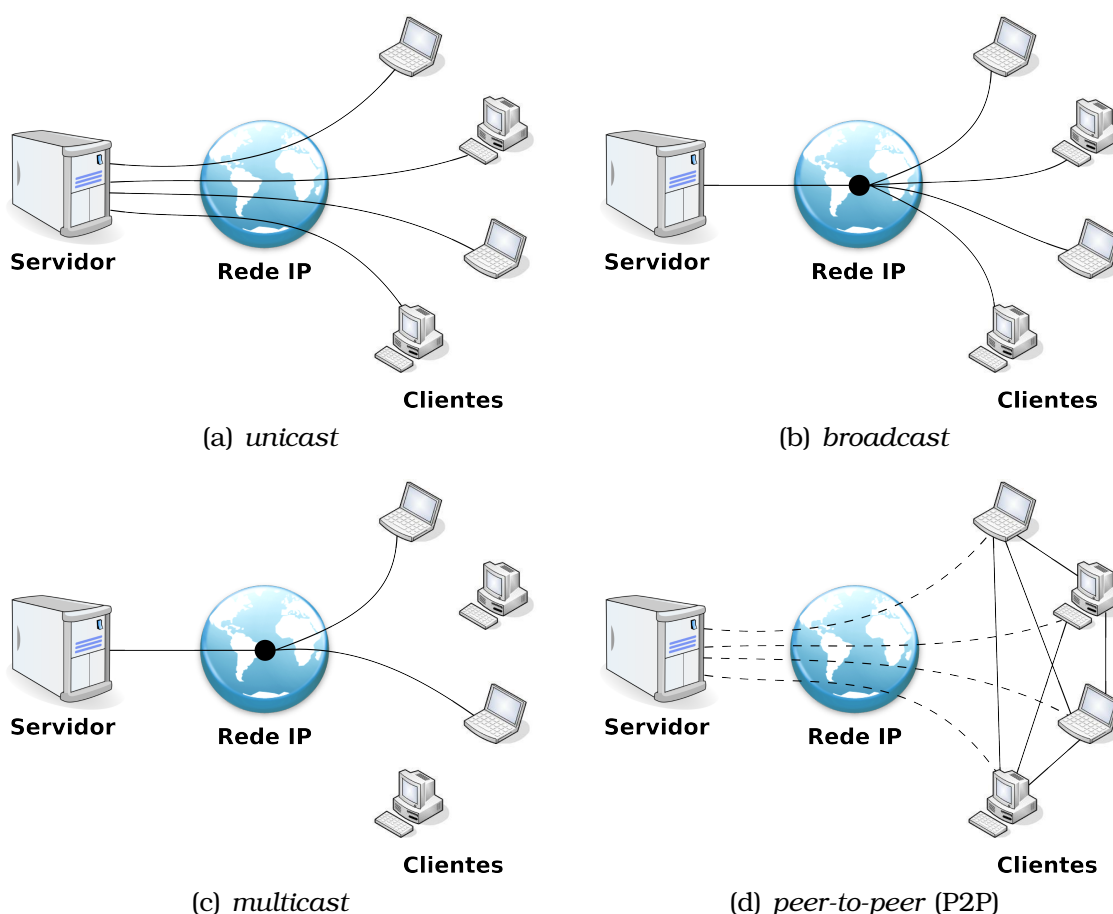 Servidor
Rede IP
Clientes
(a) unicast
Servidor
Rede IP
Clientes
(b) broadcast
Servidor
Rede IP
Clientes
(c) multicast
Servidor
Rede IP
Clientes
(d) peer-to-peer (P2P)